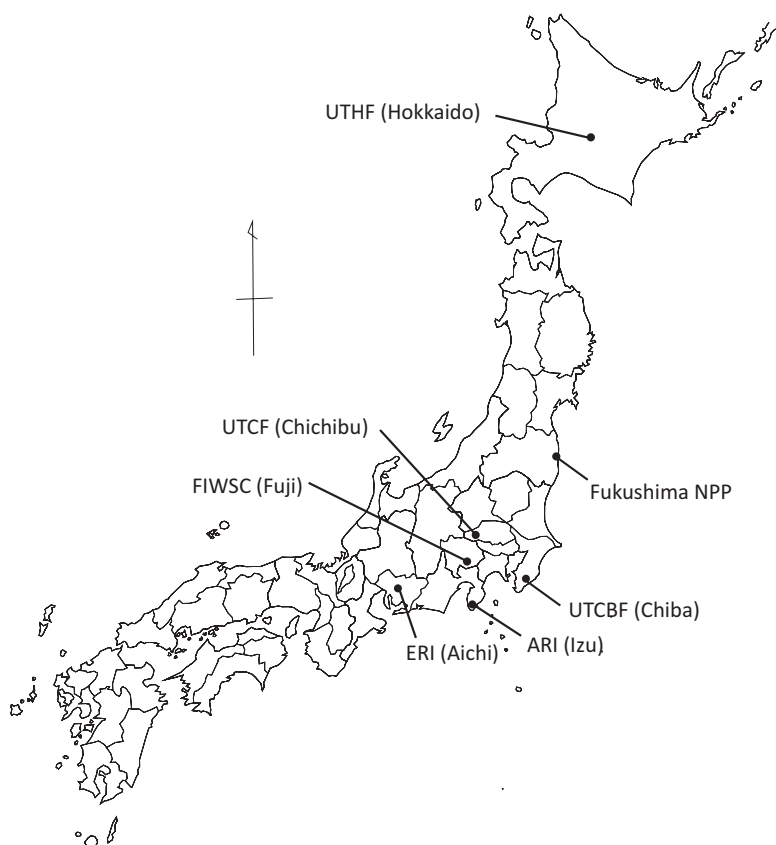 UTHF (Hokkaido)
UTCF (Chichibu)
FIWSC (Fuji)
Fukushima NPP
UTCBF (Chiba)
ARI (Izu)
ERI (Aichi)